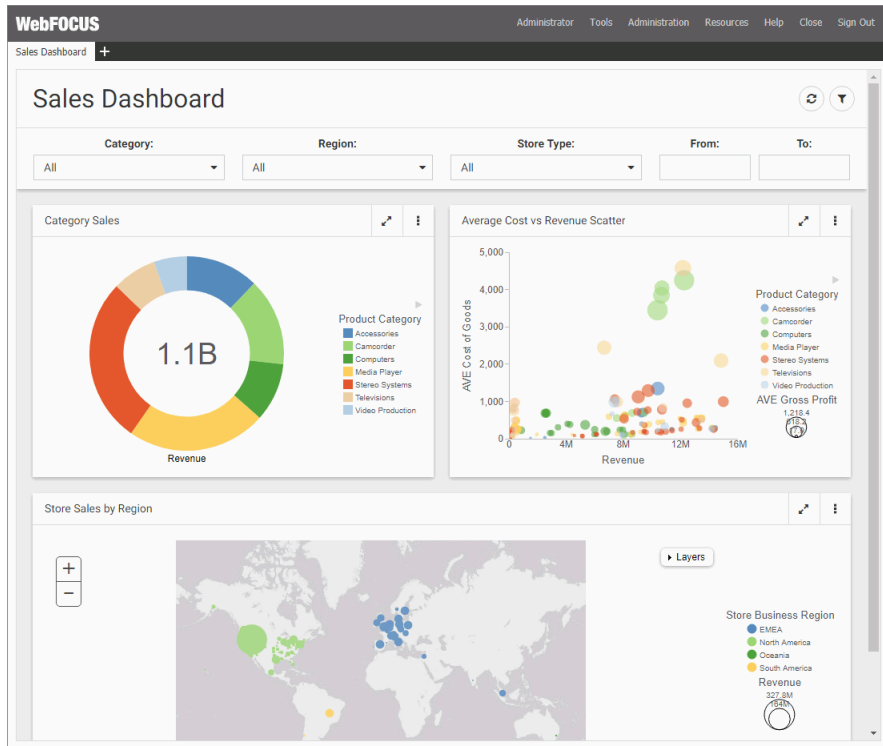 WebFOCUS
Administrator Tools Administration Resources Help Close Sign Out
Sales Dashboard +
Sales Dashboard
Category: Region: Store Type: From: To:
All All All
Category Sales
1.1B
Revenue
Product Category
Accessories
Camcorder
Computers
Media Player
Stereo Systems
Televisions
Video Production
Average Cost vs Revenue Scatter
AVE Cost of Goods
5,000
4,000
3,000
2,000
1,000
0
0 4M 8M 12M 16M
Revenue
Product Category
Accessories
Camcorder
Computers
Media Player
Stereo Systems
Televisions
Video Production
AVE Gross Profit
1,218.4
Store Sales by Region
+
−
Layers
Store Business Region
EMEA
North America
Oceania
South America
Revenue
327.8M
164M